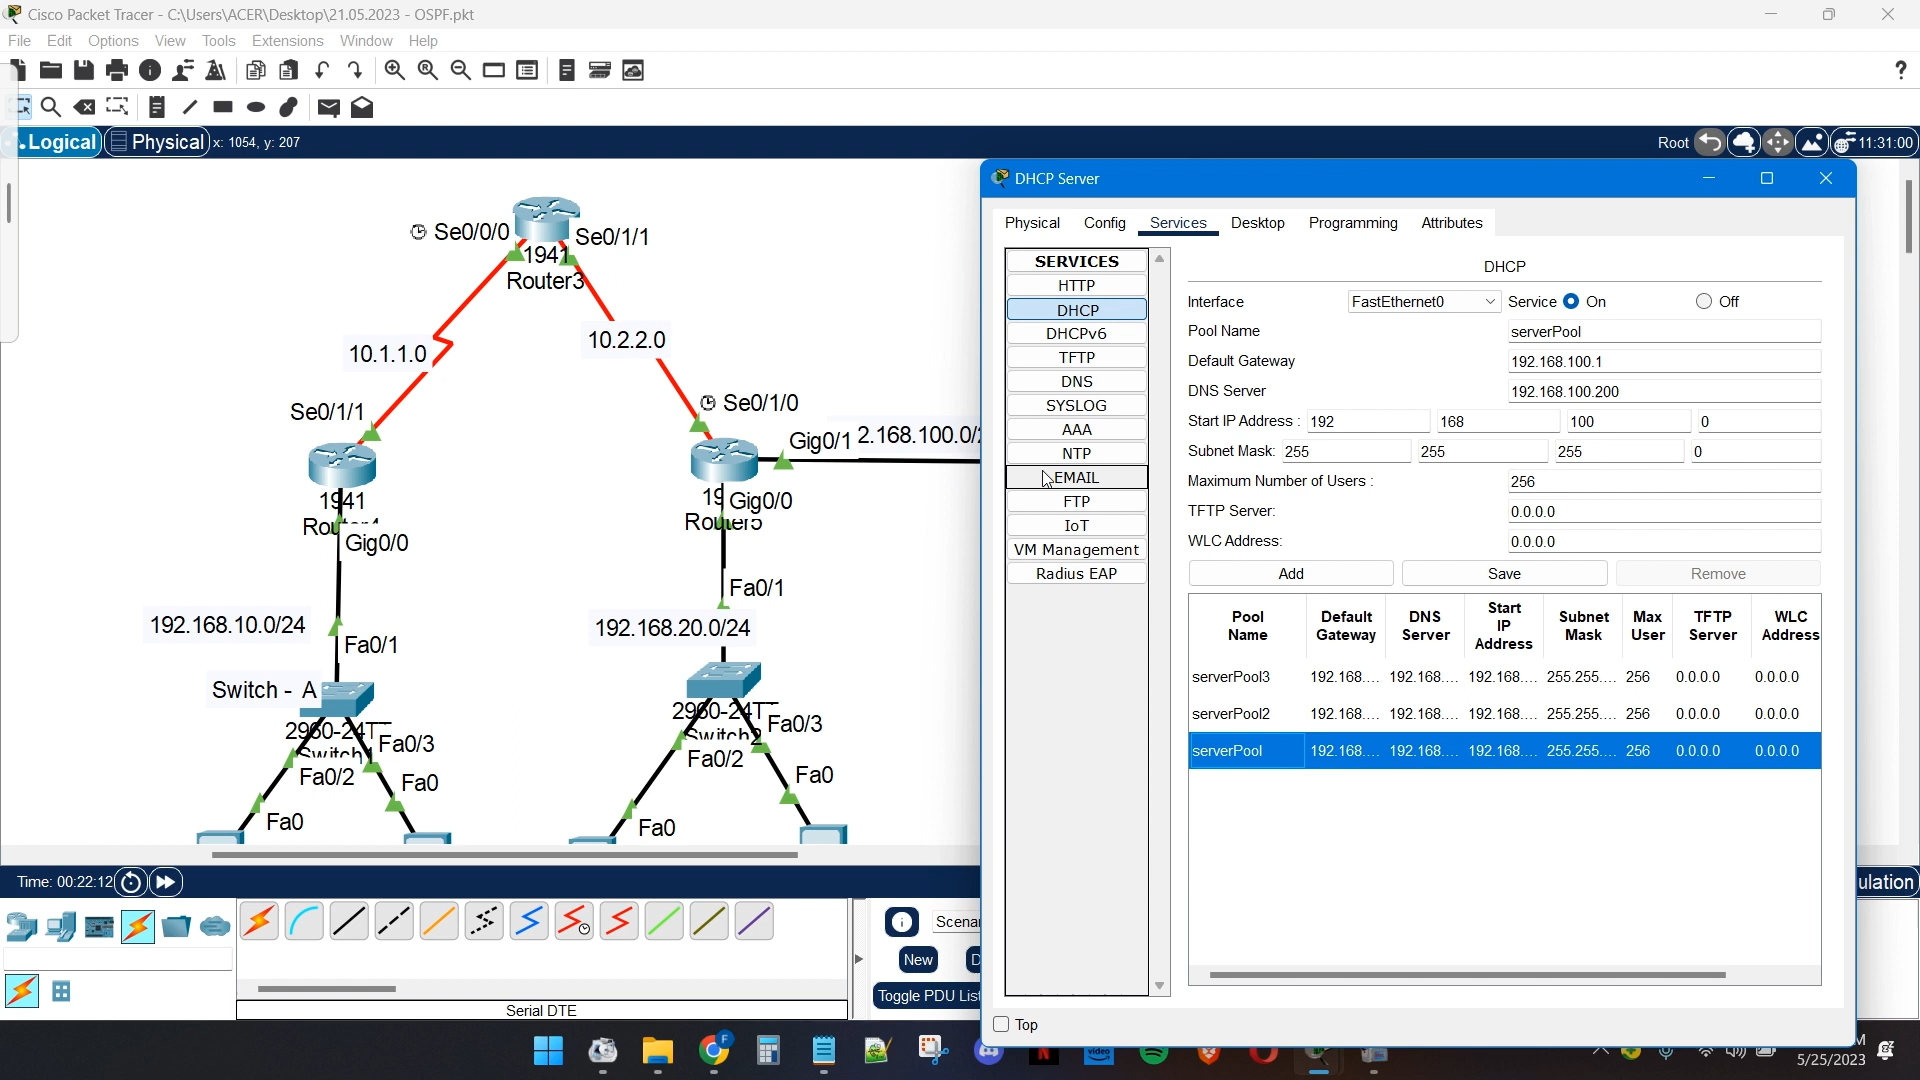 Cisco Packet Tracer - C:\Users\ACER\Desktop\21.05.2023 - OSPF.pkt
File Edit Options View Tools Extensions Window Help
?
Logical Physical x: 1054, y: 207
Root 11:31:00
DHCP Server
Physical Config Services Desktop Programming Attributes
SERVICES
HTTP
DHCP
DHCPv6
TFTP
DNS
SYSLOG
AAA
NTP
EMAIL
FTP
IoT
VM Management
Radius EAP
DHCP
Interface FastEthernet0 Service On Off
Pool Name serverPool
Default Gateway 192.168.100.1
DNS Server 192.168.100.200
Start IP Address : 192 168 100 0
Subnet Mask: 255 255 255 0
Maximum Number of Users : 256
TFTP Server: 0.0.0.0
WLC Address: 0.0.0.0
Add Save Remove
Pool Name Default Gateway DNS Server Start IP Address Subnet Mask Max User TFTP Server WLC Address
serverPool3 192.168.... 192.168.... 192.168.... 255.255.... 256 0.0.0.0 0.0.0.0
serverPool2 192.168.... 192.168.... 192.168.... 255.255.... 256 0.0.0.0 0.0.0.0
serverPool 192.168.... 192.168.... 192.168.... 255.255.... 256 0.0.0.0 0.0.0.0
Top
Se0/0/0
Se0/1/1
1941
Router3
10.1.1.0
10.2.2.0
Se0/1/1
Se0/1/0
Gig0/1
2.168.100.0/2
1941
Gig0/0
Gig0/0
Router5
Fa0/1
192.168.10.0/24
192.168.20.0/24
Fa0/1
Switch - A
2960-24TT
Switch1
Fa0/3
Fa0/2
Fa0
Fa0
2960-24TT
Switch2
Fa0/3
Fa0/2
Fa0
Fa0
Time: 00:22:12
ulation
Scena
New
Toggle PDU List
Serial DTE
video
5/25/2023